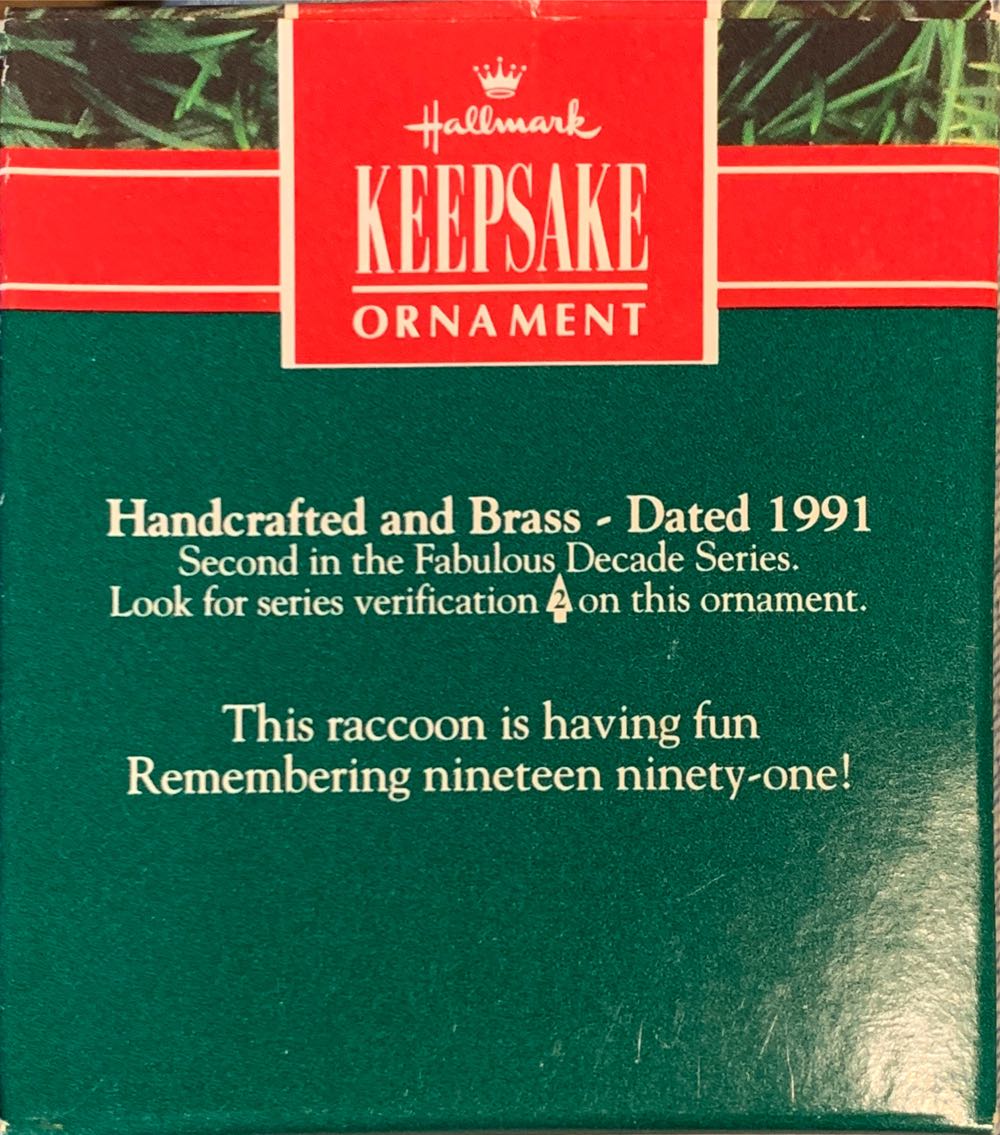 Hallmark
KEEPSAKE
ORNAMENT
Handcrafted and Brass - Dated 1991
Second in the Fabulous Decade Series.
Look for series verification 2 on this ornament.
This raccoon is having fun
Remembering nineteen ninety-one!